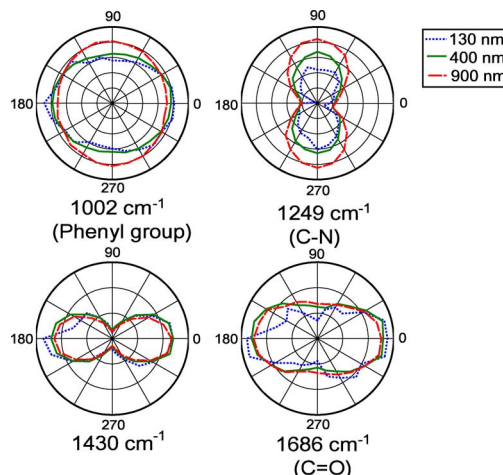 90
180
0
270
1002 cm⁻¹
(Phenyl group)
90
180
0
270
1249 cm⁻¹
(C-N)
130 nm
400 nm
900 nm
90
180
0
270
1430 cm⁻¹
90
180
0
270
1686 cm⁻¹
(C=O)